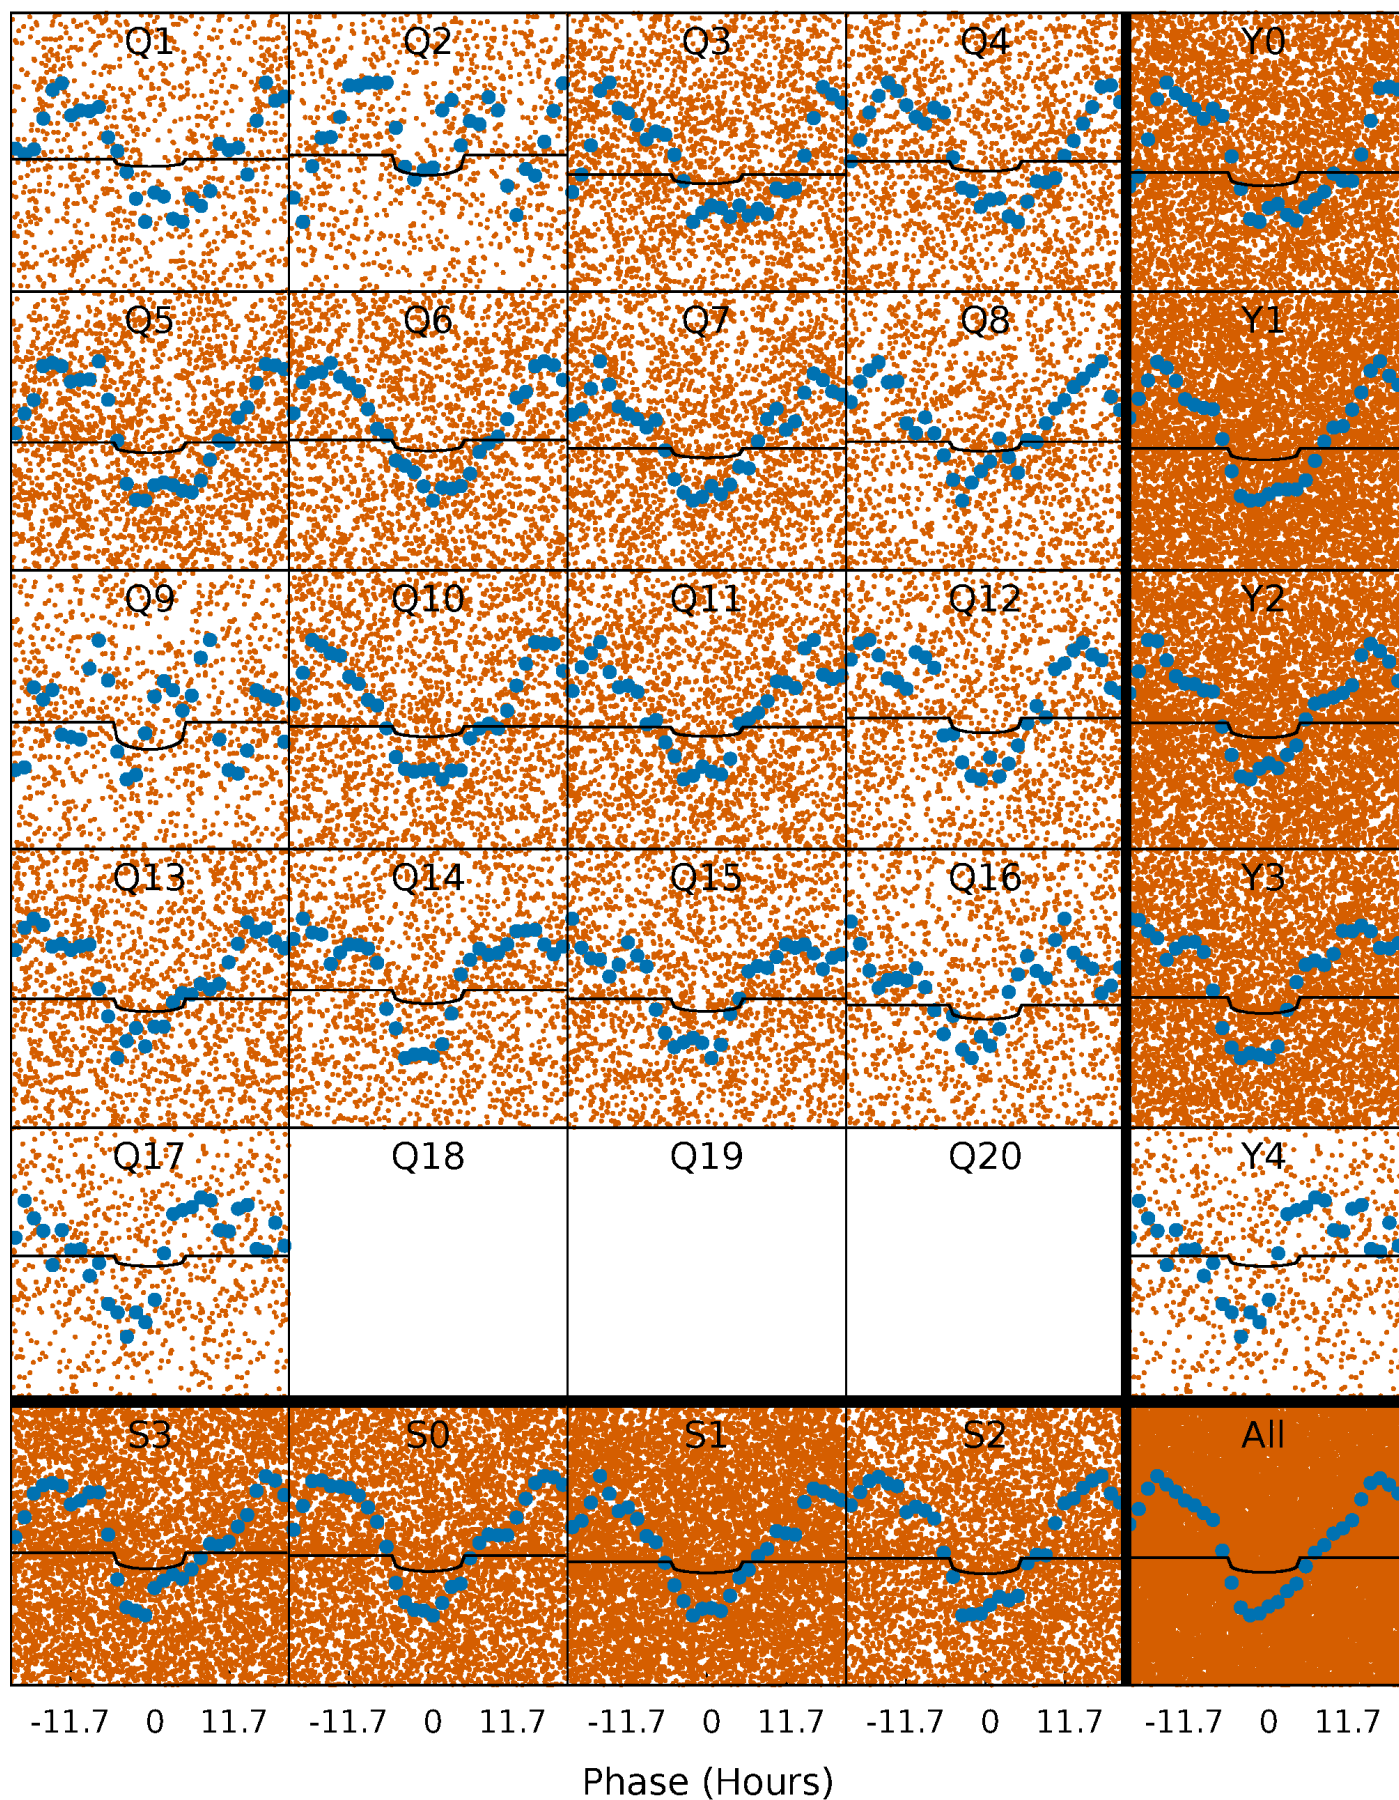 Q1 Q2 Q3 Q4 Y0
Q5 Q6 Q7 Q8 Y1
Q9 Q10 Q11 Q12 Y2
Q13 Q14 Q15 Q16 Y3
Q17 Q18 Q19 Q20 Y4
S3 S0 S1 S2 All
-11.7 0 11.7 -11.7 0 11.7 -11.7 0 11.7 -11.7 0 11.7 -11.7 0 11.7
Phase (Hours)